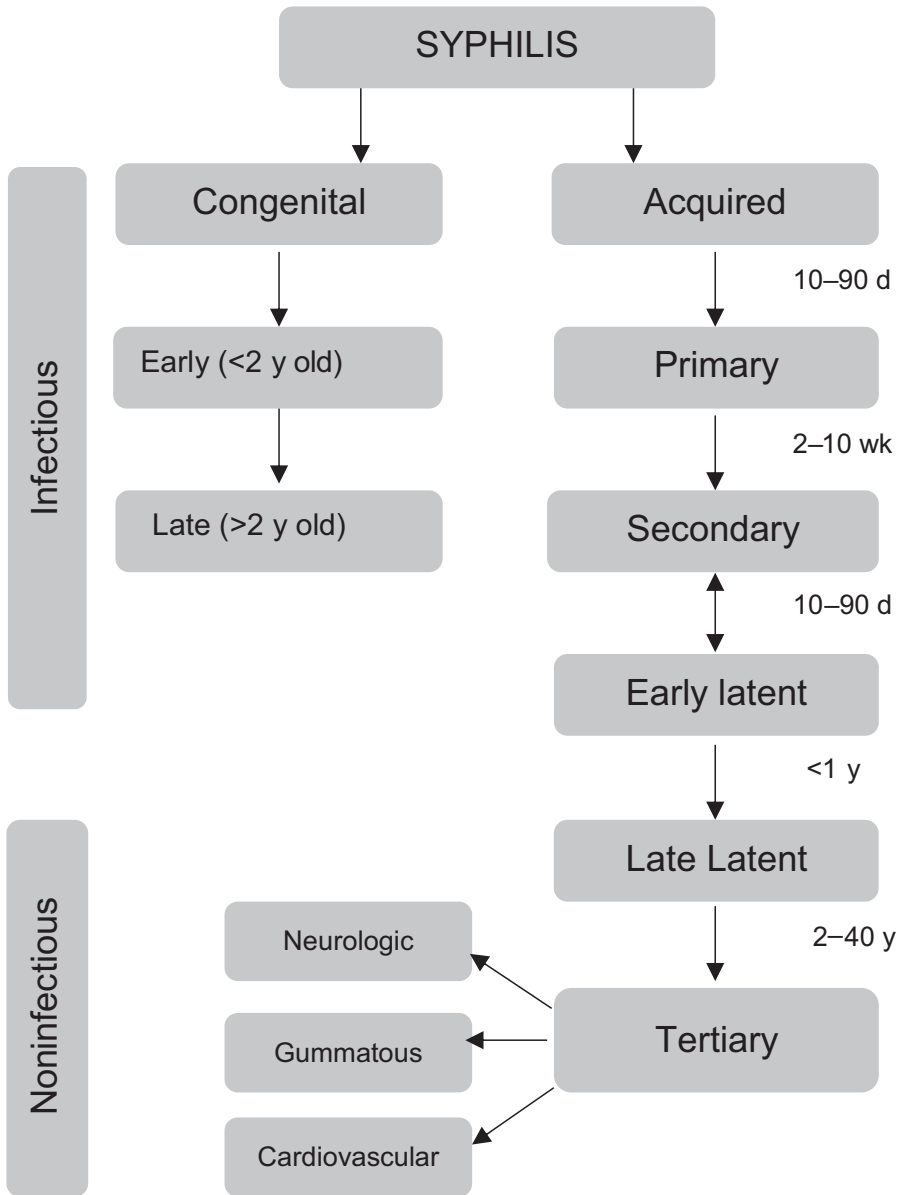 SYPHILIS
Congenital
Acquired
10–90 d
Early (<2 y old)
Primary
2–10 wk
Infectious
Late (>2 y old)
Secondary
10–90 d
Early latent
<1 y
Late Latent
2–40 y
Noninfectious
Neurologic
Gummatous
Tertiary
Cardiovascular